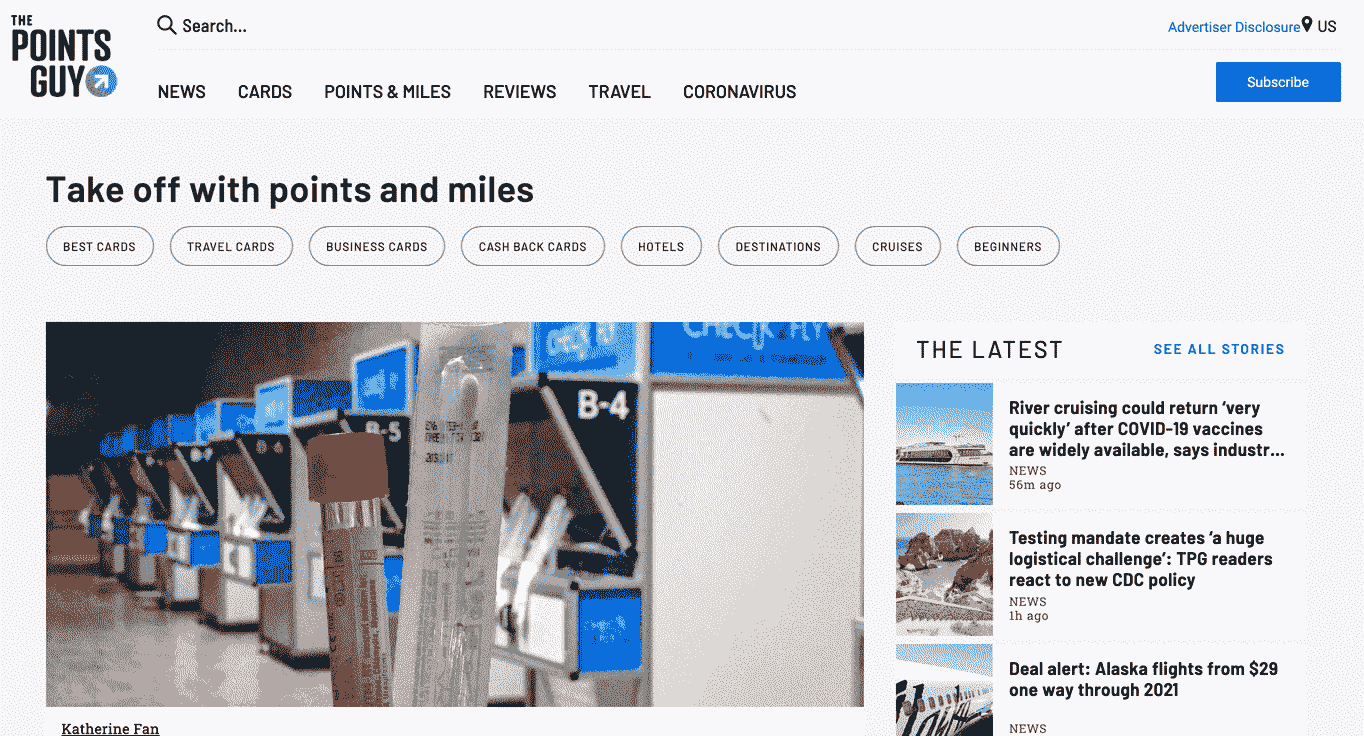 THE
POINTS
GUY
Search...
Advertiser Disclosure
US
NEWS
CARDS
POINTS & MILES
REVIEWS
TRAVEL
CORONAVIRUS
Subscribe
Take off with points and miles
BEST CARDS
TRAVEL CARDS
BUSINESS CARDS
CASH BACK CARDS
HOTELS
DESTINATIONS
CRUISES
BEGINNERS
B-4
B-5
Katherine Fan
THE LATEST
SEE ALL STORIES
River cruising could return ‘very
quickly’ after COVID-19 vaccines
are widely available, says industr...
NEWS
56m ago
Testing mandate creates ‘a huge
logistical challenge’: TPG readers
react to new CDC policy
NEWS
1h ago
Deal alert: Alaska flights from $29
one way through 2021
NEWS